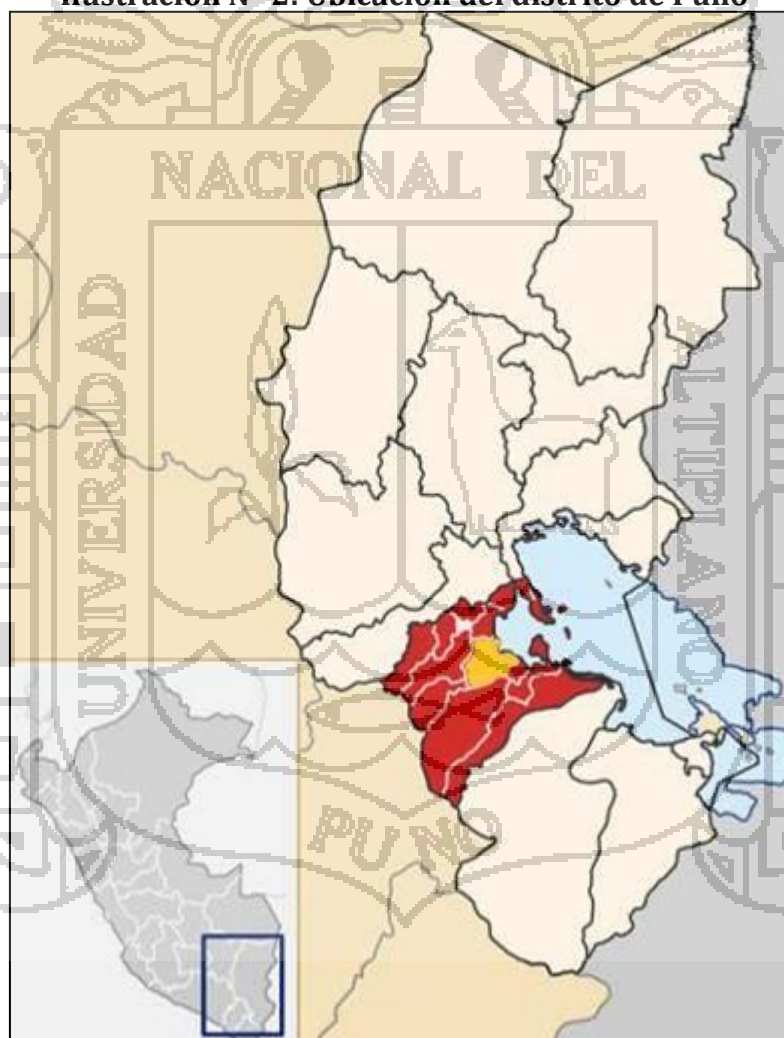 Ilustración N° 2: Ubicación del distrito de Puno
NACIONAL DEL
UNIVERSIDAD
ALTIPLANO
PUNO